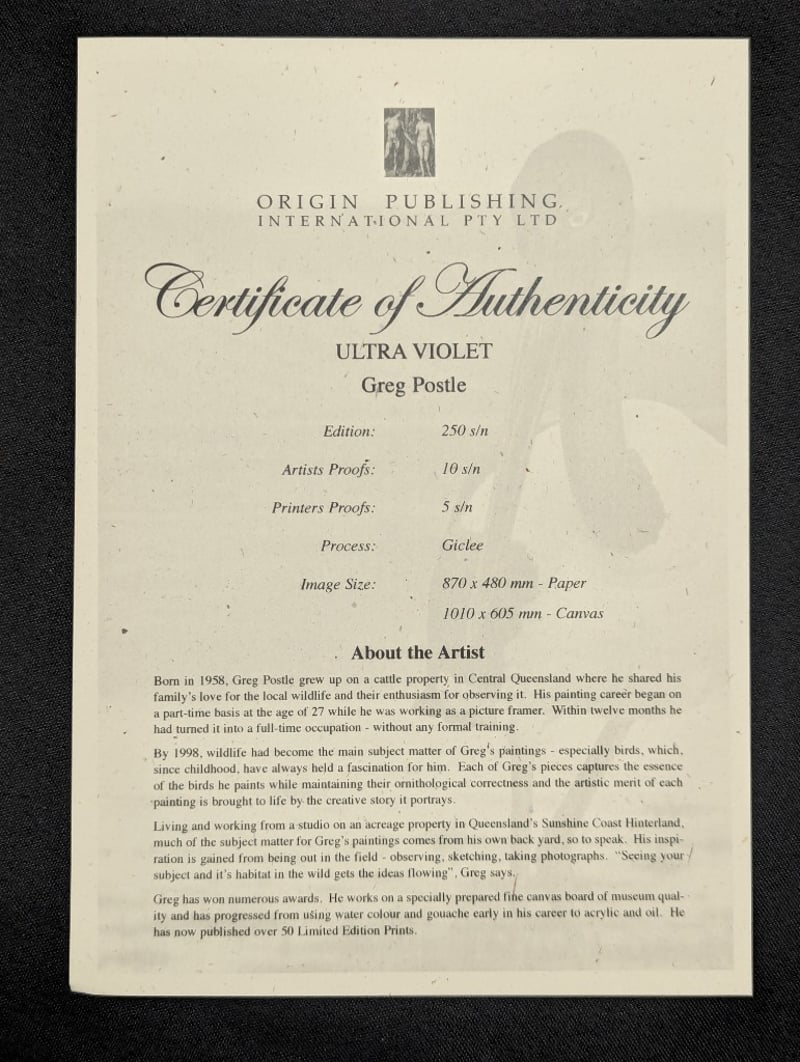 ORIGIN PUBLISHING
INTERNATIONAL PTY LTD
Certificate of Authenticity
ULTRA VIOLET
Greg Postle
Edition: 250 s/n
Artists Proofs: 10 s/n
Printers Proofs: 5 s/n
Process: Giclee
Image Size: 870 x 480 mm - Paper
1010 x 605 mm - Canvas
About the Artist
Born in 1958, Greg Postle grew up on a cattle property in Central Queensland where he shared his
family's love for the local wildlife and their enthusiasm for observing it. His painting career began on
a part-time basis at the age of 27 while he was working as a picture framer. Within twelve months he
had turned it into a full-time occupation - without any formal training.
By 1998, wildlife had become the main subject matter of Greg's paintings - especially birds, which,
since childhood, have always held a fascination for him. Each of Greg's pieces captures the essence
of the birds he paints while maintaining their ornithological correctness and the artistic merit of each
painting is brought to life by the creative story it portrays.
Living and working from a studio on an acreage property in Queensland's Sunshine Coast Hinterland,
much of the subject matter for Greg's paintings comes from his own back yard, so to speak. His inspi-
ration is gained from being out in the field - observing, sketching, taking photographs. "Seeing your
subject and it's habitat in the wild gets the ideas flowing", Greg says.
Greg has won numerous awards. He works on a specially prepared fine canvas board of museum qual-
ity and has progressed from using water colour and gouache early in his career to acrylic and oil. He
has now published over 50 Limited Edition Prints.